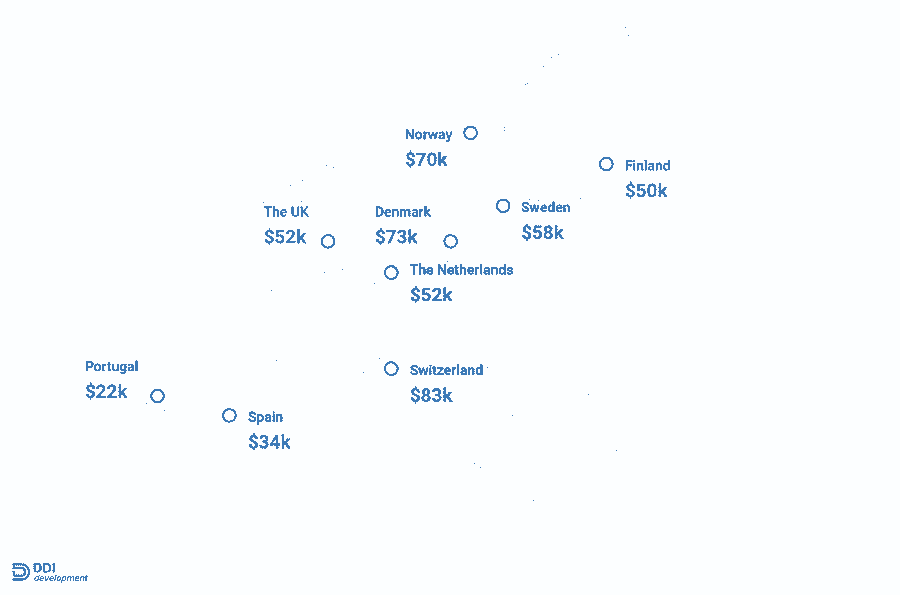 Norway
$70k
Finland
$50k
The UK
$52k
Denmark
$73k
Sweden
$58k
The Netherlands
$52k
Portugal
$22k
Switzerland
$83k
Spain
$34k
DDI
development